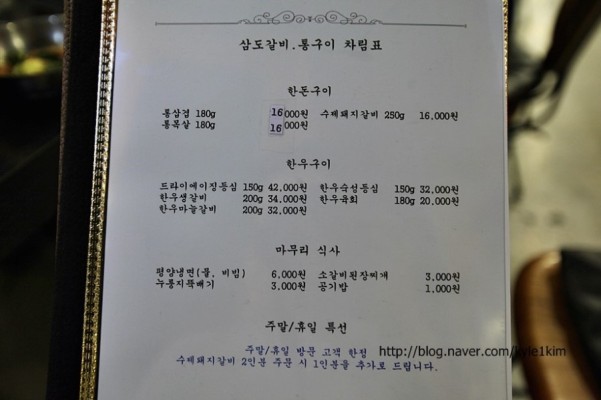 삼도갈비.통구이 차림표
한돈구이
통삼겹 180g 16,000원 수제돼지갈비 250g 16,000원
통목살 180g 16,000원
한우구이
드라이에이징등심 150g 42,000원 한우숙성등심 150g 32,000원
한우생갈비 200g 34,000원 한우육회 180g 20,000원
한우마늘갈비 200g 32,000원
마무리 식사
평양냉면(물, 비빔) 6,000원 소갈비된장찌개 3,000원
누룽지뚝배기 3,000원 공기밥 1,000원
주말/휴일 특선
주말/휴일 방문 고객 한정
수제돼지갈비 2인분 주문 시 1인분을 추가로 드립니다.
http://blog.naver.com/kyle1kim